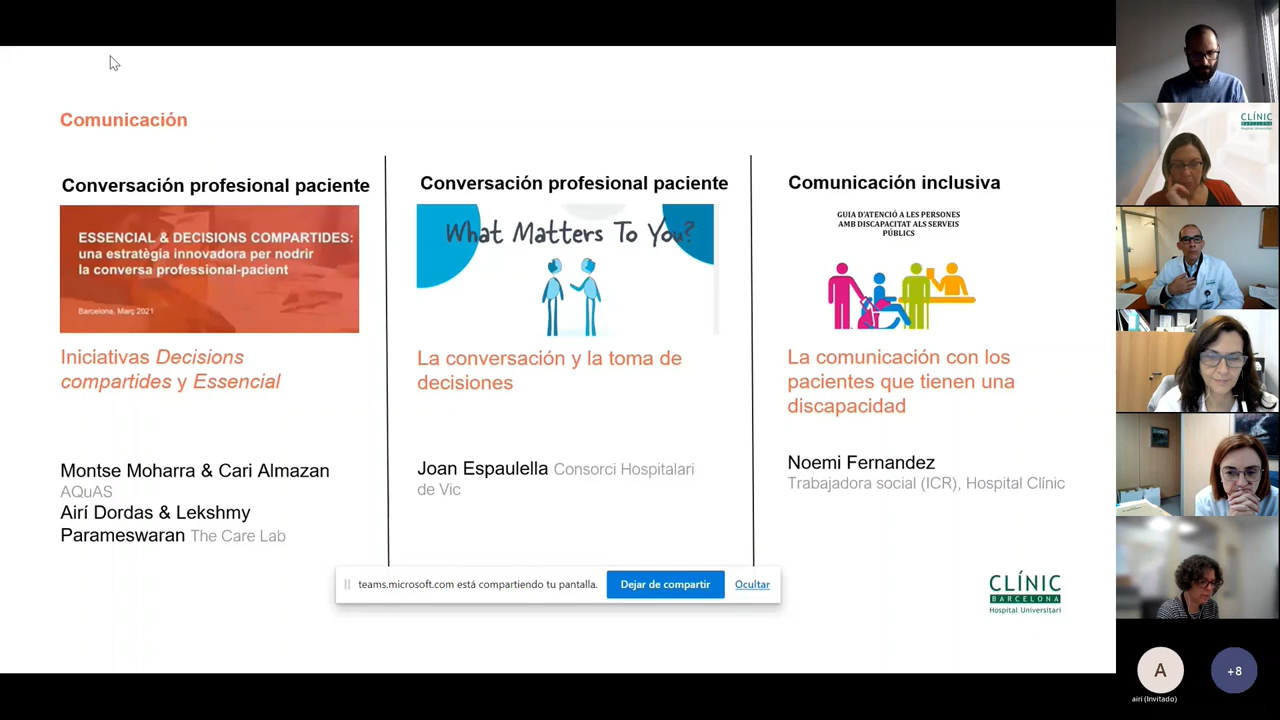 Comunicación
Conversación profesional paciente
ESSENCIAL & DECISIONS COMPARTIDES:
una estratègia innovadora per nodrir
la conversa professional-pacient
Barcelona, Març 2021
Iniciativas Decisions
compartides y Essencial
Montse Moharra & Cari Almazan
AQuAS
Airí Dordas & Lekshmy
Parameswaran The Care Lab
Conversación profesional paciente
What Matters To You?
La conversación y la toma de
decisiones
Joan Espaulella Consorci Hospitalari
de Vic
Comunicación inclusiva
GUIA D'ATENCIÓ A LES PERSONES
AMB DISCAPACITAT ALS SERVEIS
PÚBLICS
La comunicación con los
pacientes que tienen una
discapacidad
Noemi Fernandez
Trabajadora social (ICR), Hospital Clínic
teams.microsoft.com está compartiendo tu pantalla.
Dejar de compartir
Ocultar
CLÍNIC
BARCELONA
Hospital Universitari
CLÍNIC
BARCELONA
Hospital Universitari
A
airi (Invitado)
+8